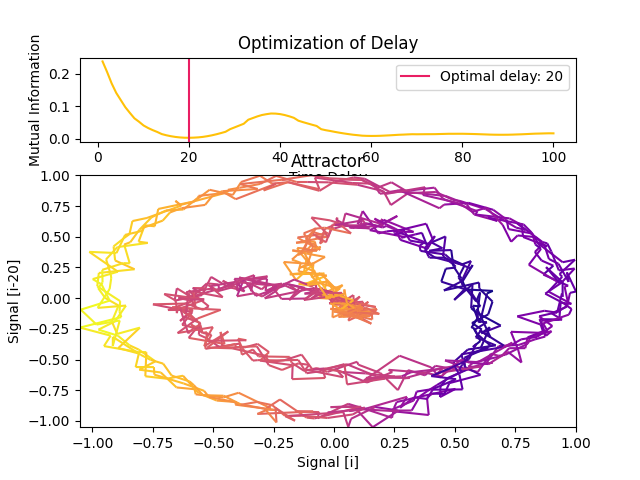 Optimization of Delay
Mutual Information
0.2
0.1
0.0
Optimal delay: 20
0 20 40 60 80 100
Attractor
Signal [i-20]
1.00
0.75
0.50
0.25
0.00
−0.25
−0.50
−0.75
−1.00
−1.00 −0.75 −0.50 −0.25 0.00 0.25 0.50 0.75 1.00
Signal [i]